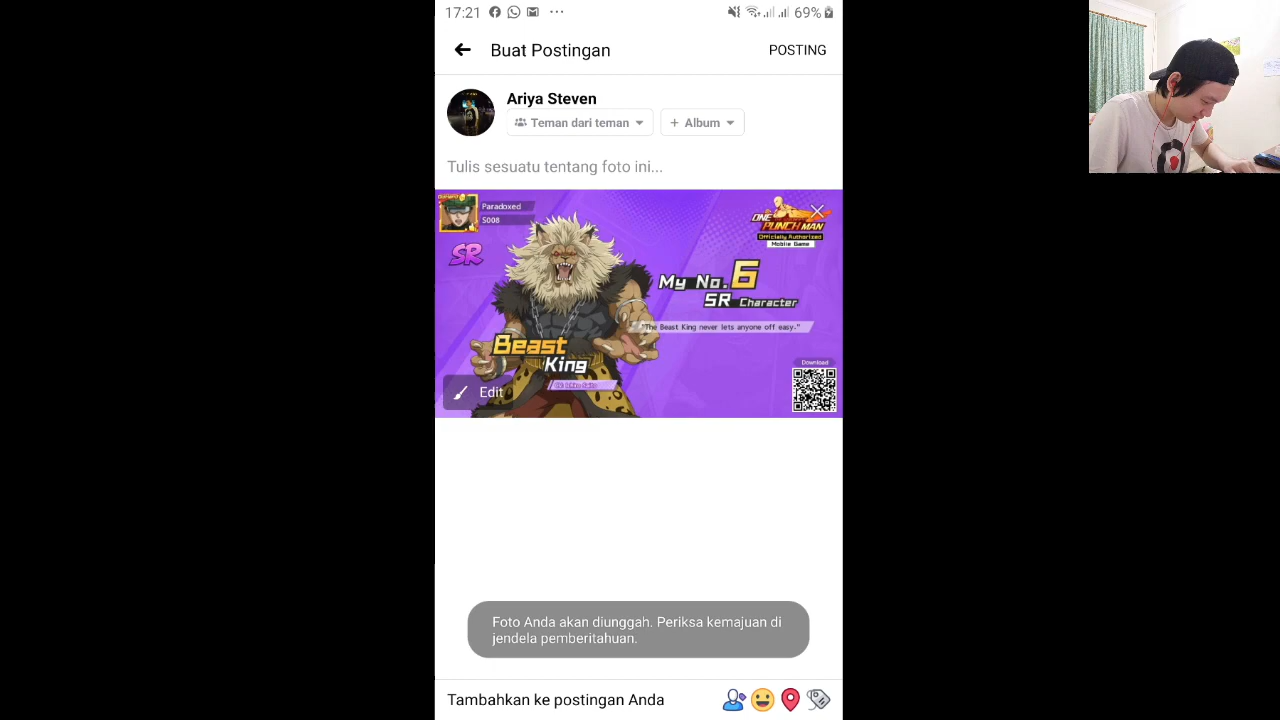 17:21
69%
Buat Postingan
POSTING
Ariya Steven
Teman dari teman
+ Album
Tulis sesuatu tentang foto ini...
Paradoxed
S008
SR
ONE PUNCH MAN
Officially Authorized
Mobile Game
My No.6
SR Character
"The Beast King never lets anyone off easy."
Beast
King
Download
Edit
Foto Anda akan diunggah. Periksa kemajuan di
jendela pemberitahuan.
Tambahkan ke postingan Anda